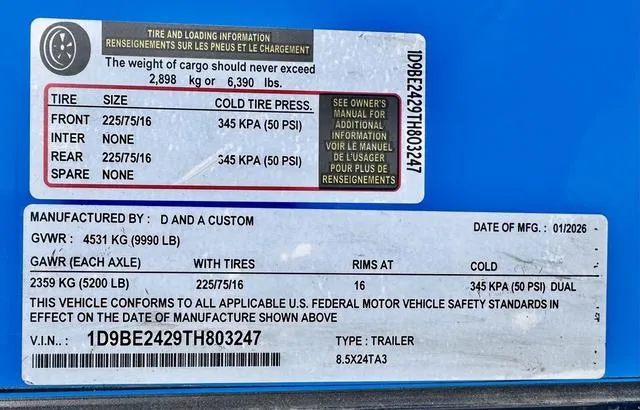 TIRE AND LOADING INFORMATION
RENSEIGNEMENTS SUR LES PNEUS ET LE CHARGEMENT
The weight of cargo should never exceed
2,898 kg or 6,390 lbs.
TIRE SIZE COLD TIRE PRESS.
FRONT 225/75/16 345 KPA (50 PSI)
INTER NONE
REAR 225/75/16 345 KPA (50 PSI)
SPARE NONE
SEE OWNER'S
MANUAL FOR
ADDITIONAL
INFORMATION
VOIR LE MANUEL
DE L'USAGER
POUR PLUS DE
RENSEIGNEMENTS
1D9BE2429TH803247
MANUFACTURED BY : D AND A CUSTOM
DATE OF MFG. : 01/2026
GVWR : 4531 KG (9990 LB)
GAWR (EACH AXLE) WITH TIRES RIMS AT COLD
2359 KG (5200 LB) 225/75/16 16 345 KPA (50 PSI) DUAL
THIS VEHICLE CONFORMS TO ALL APPLICABLE U.S. FEDERAL MOTOR VEHICLE SAFETY STANDARDS IN
EFFECT ON THE DATE OF MANUFACTURE SHOWN ABOVE
V.I.N.. : 1D9BE2429TH803247 TYPE : TRAILER
8.5X24TA3